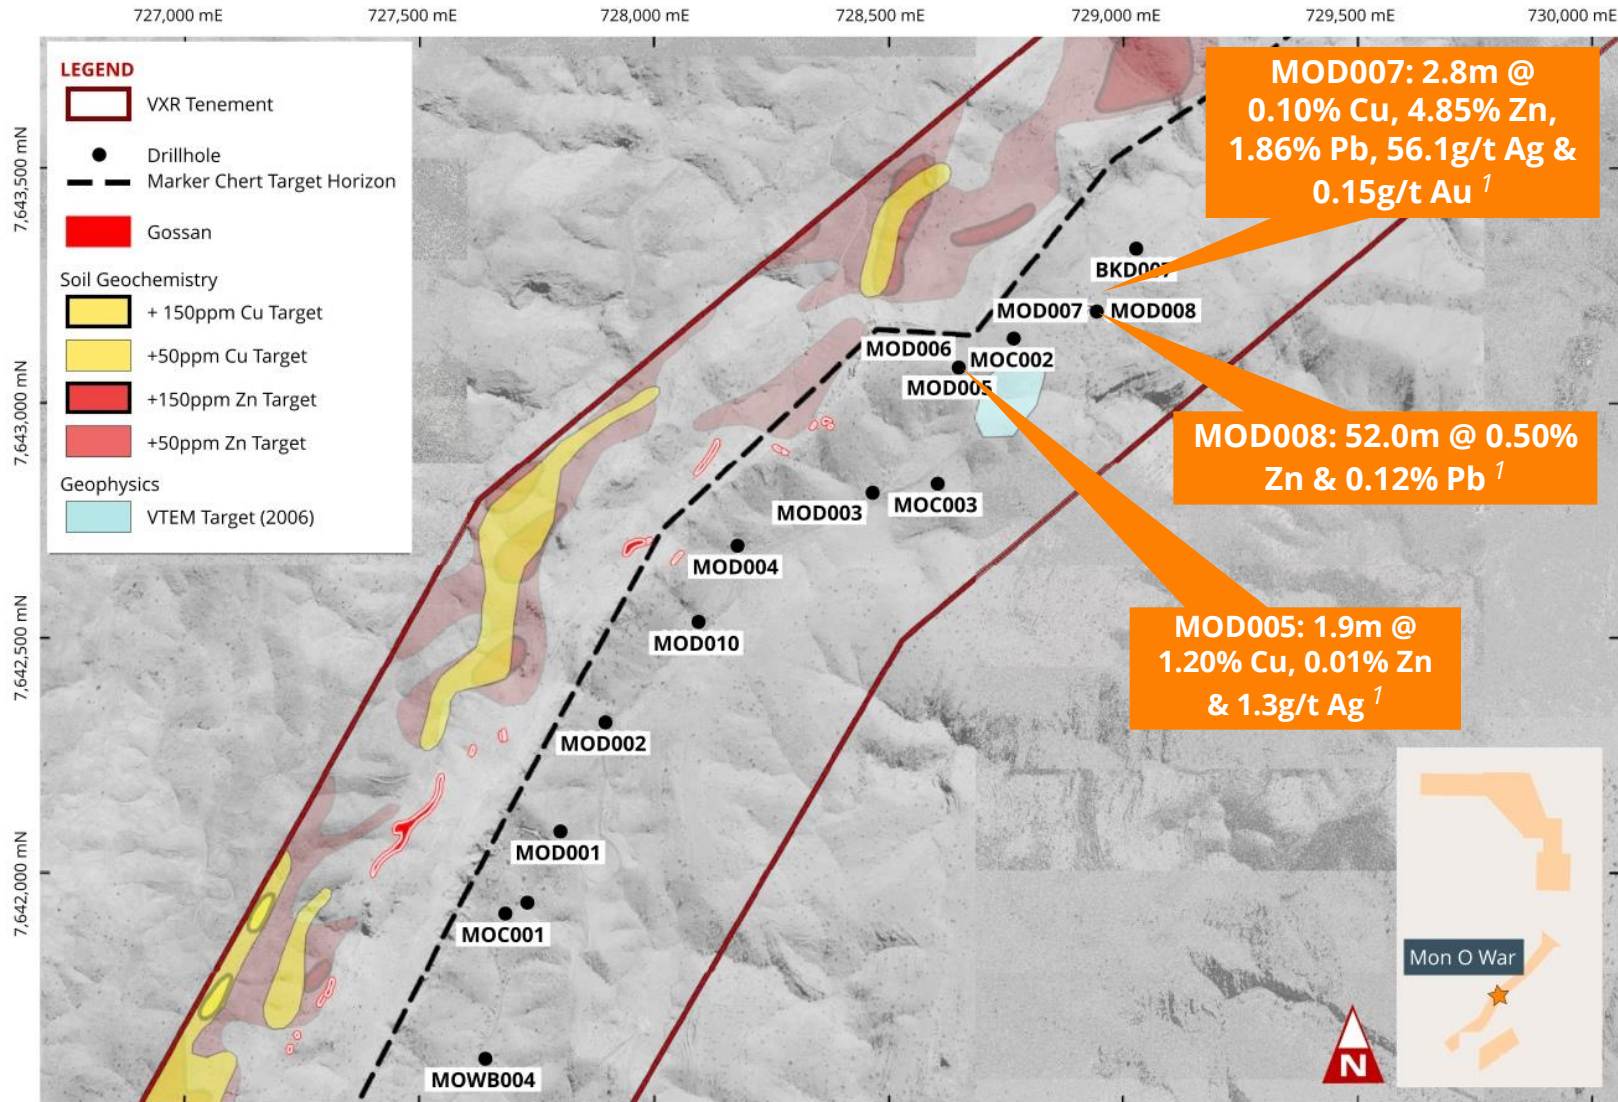 727,000 mE
727,500 mE
728,000 mE
728,500 mE
729,000 mE
729,500 mE
730,000 mE
7,643,500 mN
7,643,000 mN
7,642,500 mN
7,642,000 mN
LEGEND
VXR Tenement
Drillhole
Marker Chert Target Horizon
Gossan
Soil Geochemistry
+ 150ppm Cu Target
+50ppm Cu Target
+150ppm Zn Target
+50ppm Zn Target
Geophysics
VTEM Target (2006)
MOD007: 2.8m @
0.10% Cu, 4.85% Zn,
1.86% Pb, 56.1g/t Ag &
0.15g/t Au 1
BKD007
MOD007
MOD008
MOD006
MOC002
MOD005
MOD008: 52.0m @ 0.50%
Zn & 0.12% Pb 1
MOD003
MOC003
MOD004
MOD010
MOD005: 1.9m @
1.20% Cu, 0.01% Zn
& 1.3g/t Ag 1
MOD002
MOD001
MOC001
MOWB004
Mon O War
N